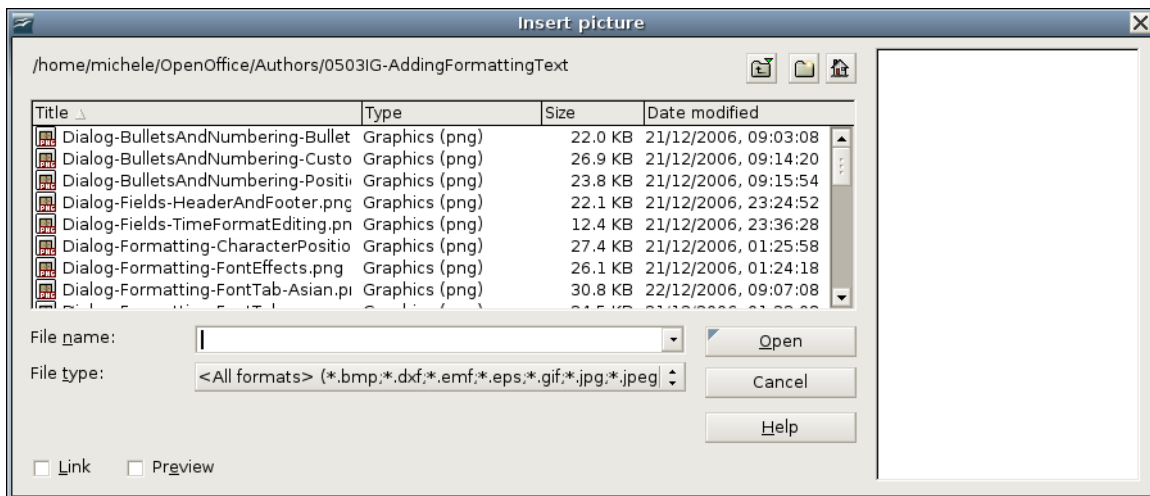 Insert picture
/home/michele/OpenOffice/Authors/0503IG-AddingFormattingText
Title Type Size Date modified
Dialog-BulletsAndNumbering-Bullet Graphics (png) 22.0 KB 21/12/2006, 09:03:08
Dialog-BulletsAndNumbering-Custo Graphics (png) 26.9 KB 21/12/2006, 09:14:20
Dialog-BulletsAndNumbering-Positi Graphics (png) 23.8 KB 21/12/2006, 09:15:54
Dialog-Fields-HeaderAndFooter.png Graphics (png) 22.1 KB 21/12/2006, 23:24:52
Dialog-Fields-TimeFormatEditing.pn Graphics (png) 12.4 KB 21/12/2006, 23:36:28
Dialog-Formatting-CharacterPositio Graphics (png) 27.4 KB 21/12/2006, 01:25:58
Dialog-Formatting-FontEffects.png Graphics (png) 26.1 KB 21/12/2006, 01:24:18
Dialog-Formatting-FontTab-Asian.pr Graphics (png) 30.8 KB 22/12/2006, 09:07:08
File name:
Open
File type: <All formats> (*.bmp;*.dxf;*.emf;*.eps;*.gif;*.jpg;*.jpeg
Cancel
Help
Link Preview